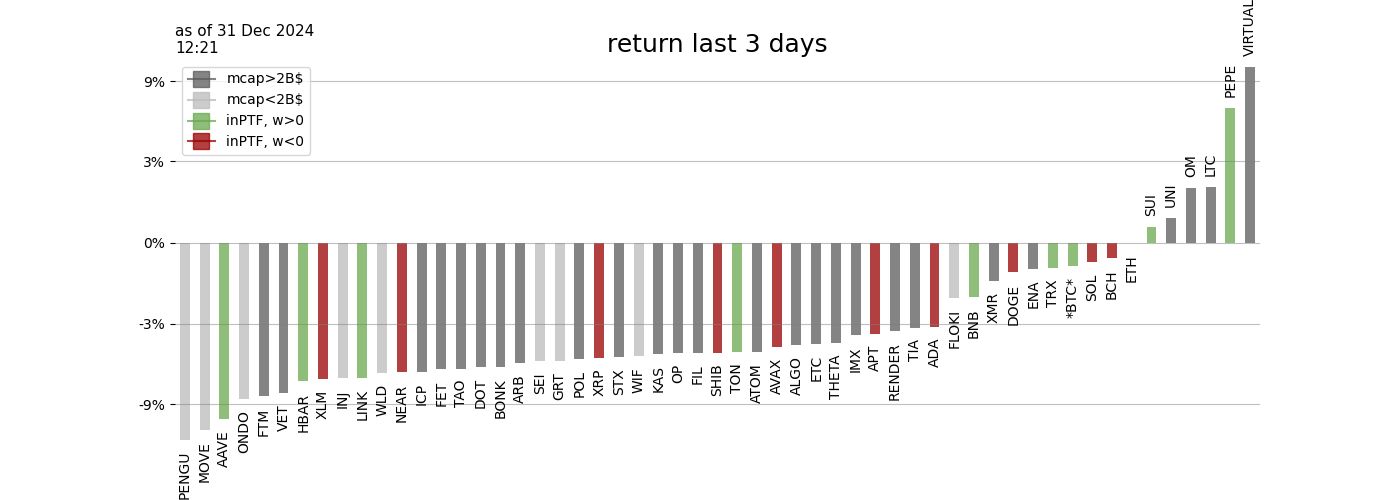 as of 31 Dec 2024
12:21
return last 3 days
mcap>2B$
mcap<2B$
inPTF, w>0
inPTF, w<0
9%
3%
0%
-3%
-9%
PENGU
MOVE
AAVE
ONDO
FTM
VET
HBAR
XLM
INJ
LINK
WLD
NEAR
ICP
FET
TAO
DOT
BONK
ARB
SEI
GRT
POL
XRP
STX
WIF
KAS
OP
FIL
SHIB
TON
ATOM
AVAX
ALGO
ETC
THETA
IMX
APT
RENDER
TIA
ADA
FLOKI
BNB
XMR
DOGE
ENA
TRX
*BTC*
SOL
BCH
ETH
SUI
UNI
OM
LTC
PEPE
VIRTUAL